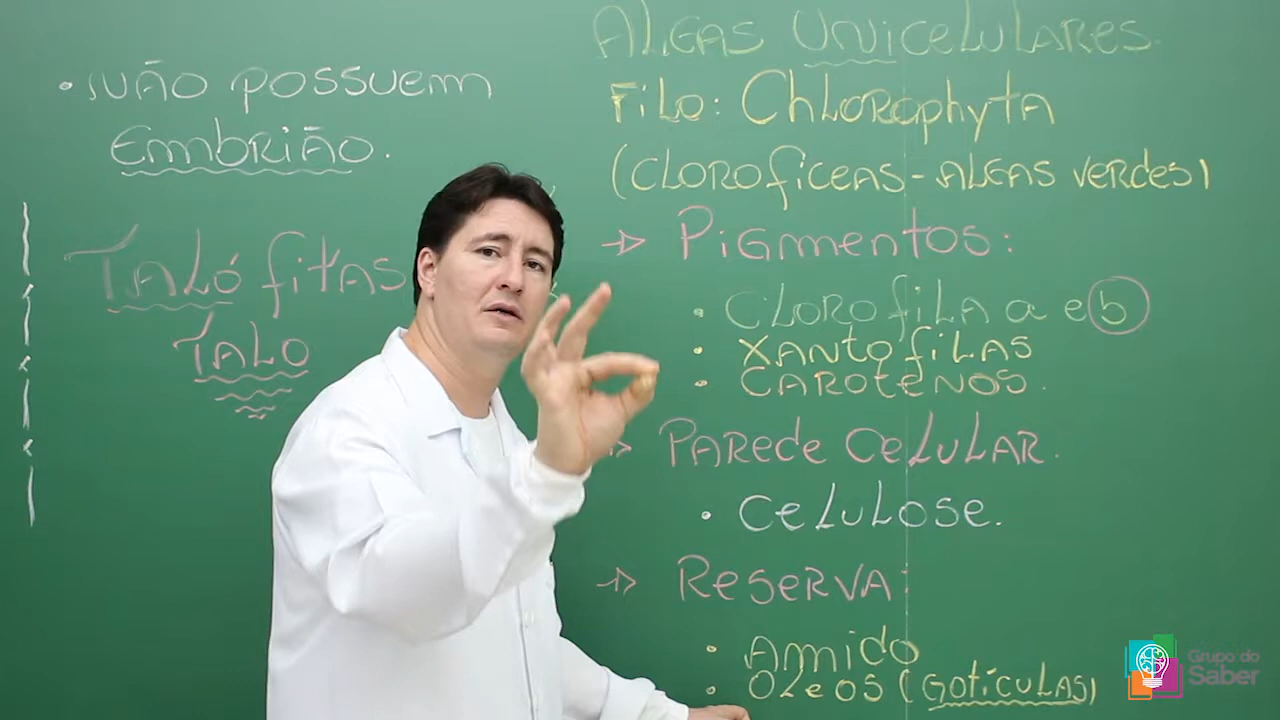 • NÃO POSSUEM
EMBRIÃO.
TALÓfITAS
TALO
ALGAS UNICELULARES.
FILO: Chlorophyta
(CLOROfíCEAS - ALGAS VERDES)
→ PIGMENTOS:
• CLOROfILA a e b
• XANTOfILAS
• CAROTENOS.
→ PAREDE CELULAR.
• CELULOSE.
→ RESERVA:
• AMIDO
• OLEOS (GOTÍCULAS)
Grupo do
Saber